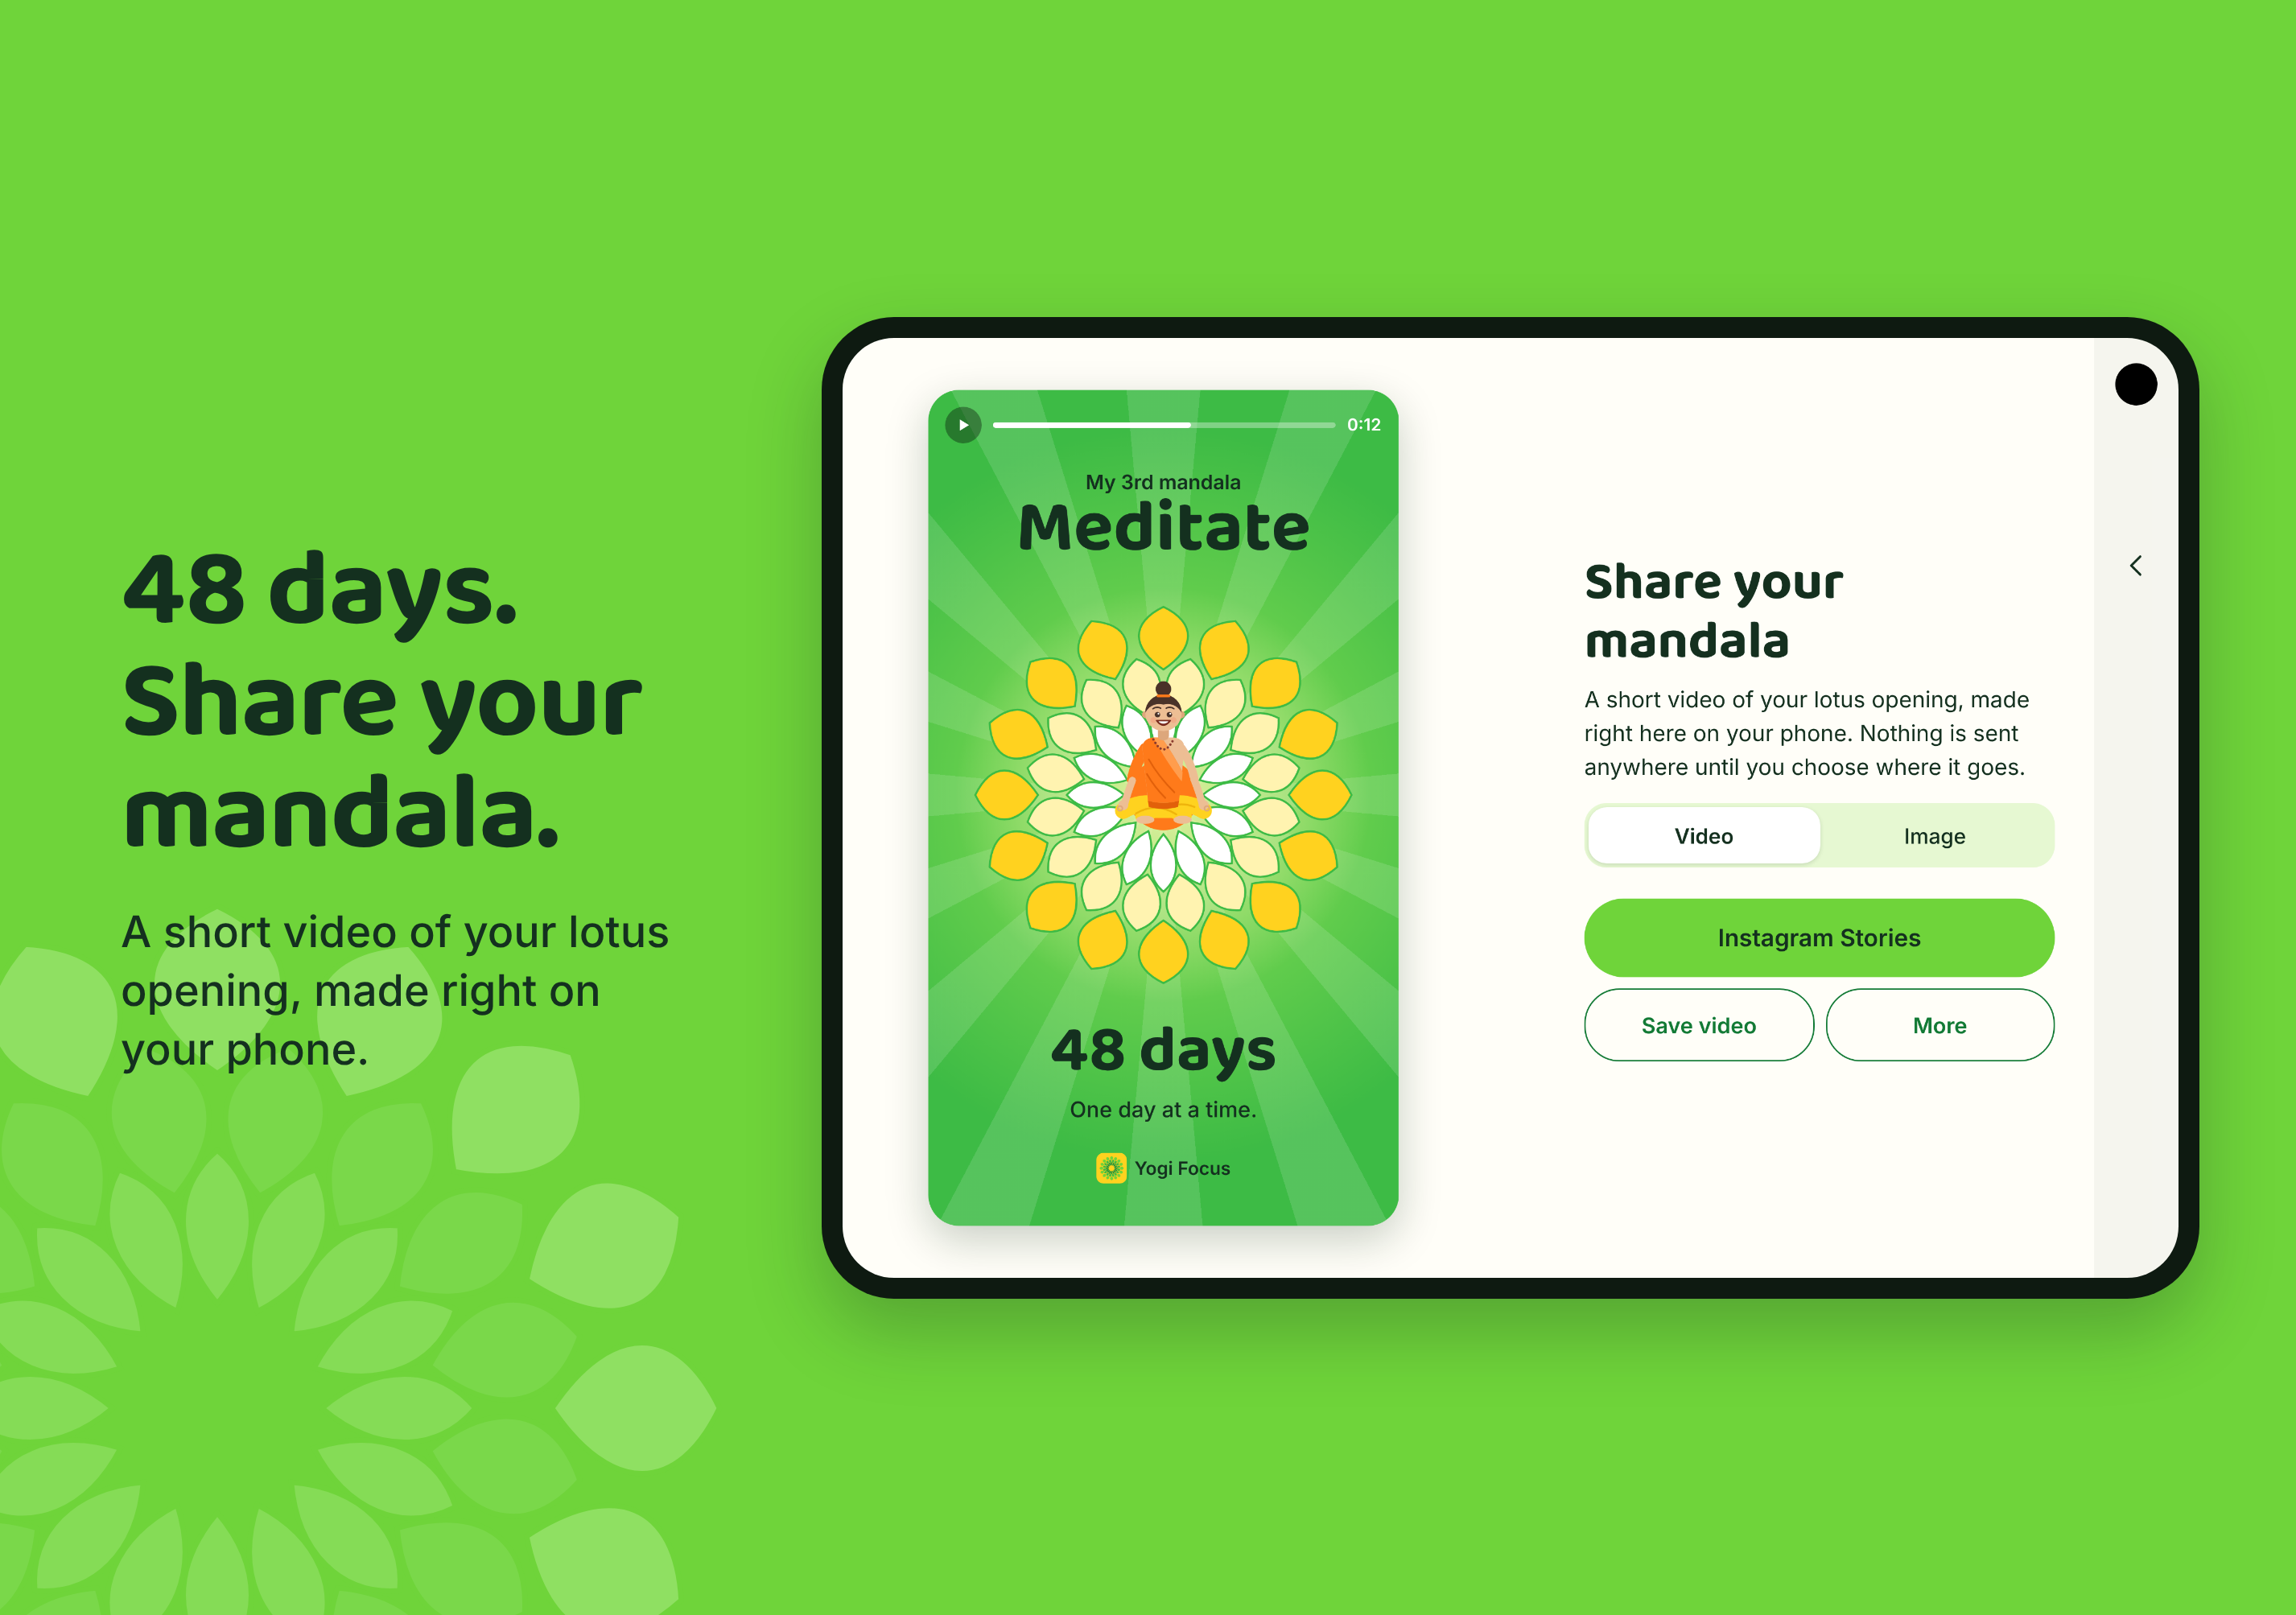 48 days.
Share your
mandala.
A short video of your lotus
opening, made right on
your phone.
0:12
My 3rd mandala
Meditate
48 days
One day at a time.
Yogi Focus
Share your
mandala
A short video of your lotus opening, made
right here on your phone. Nothing is sent
anywhere until you choose where it goes.
Video
Image
Instagram Stories
Save video
More